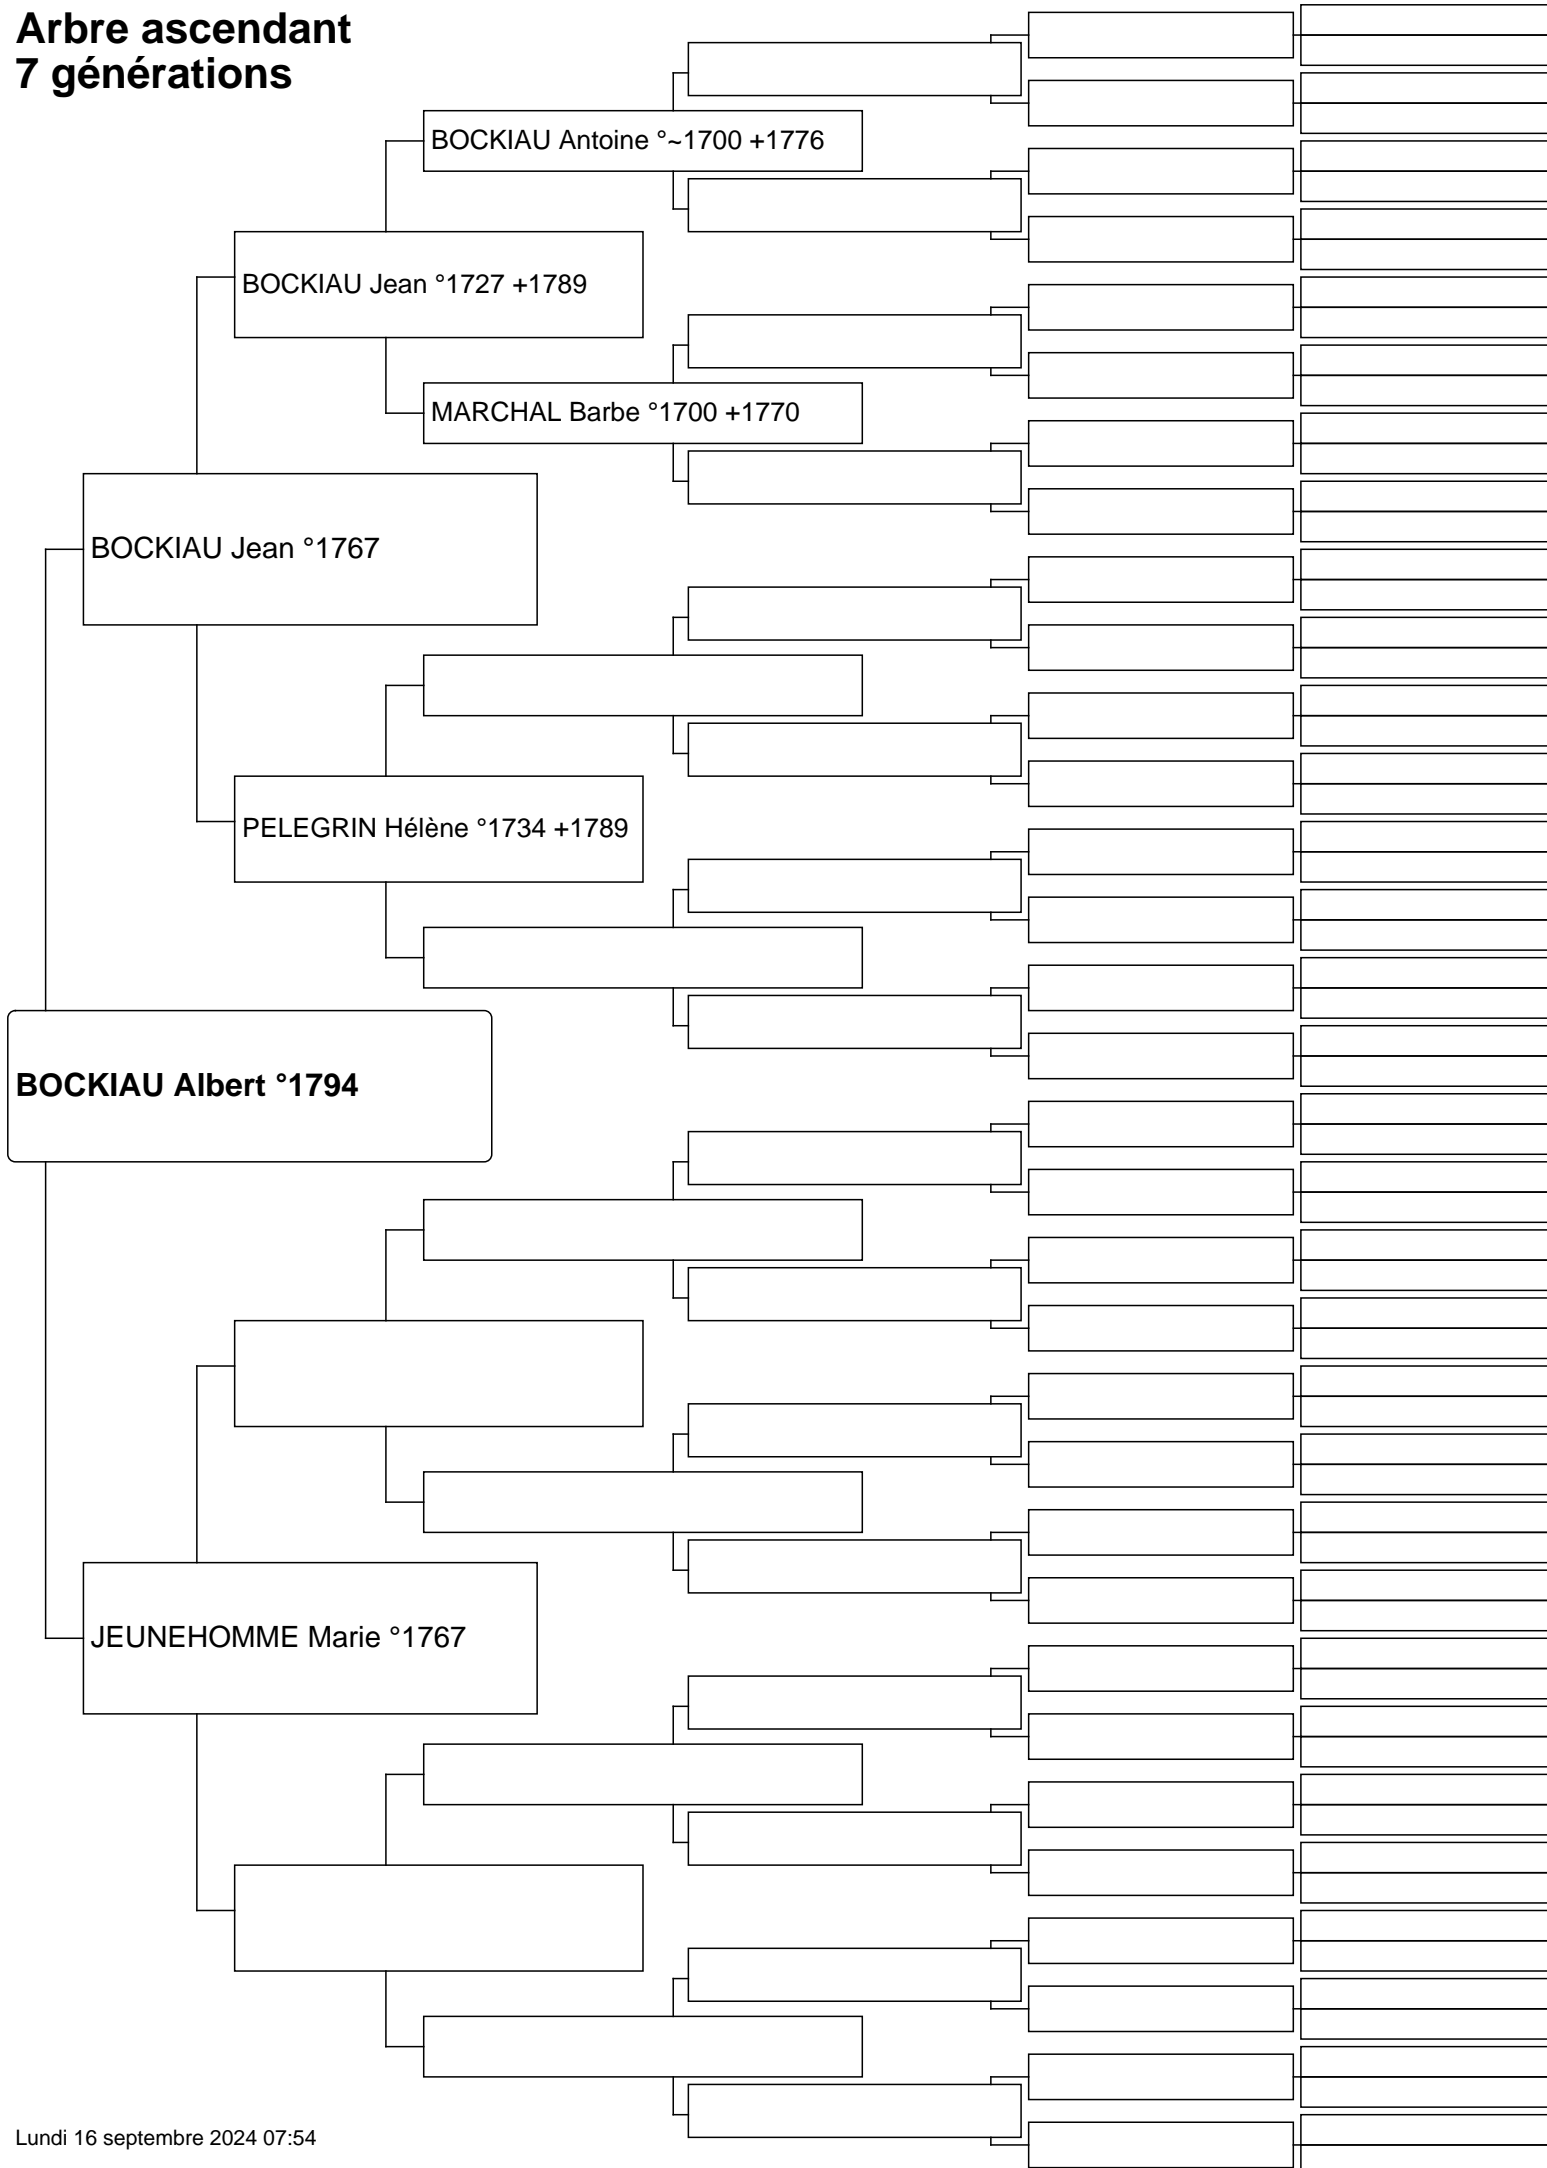 Arbre ascendant
7 générations
BOCKIAU Antoine °~1700 +1776
BOCKIAU Jean °1727 +1789
MARCHAL Barbe °1700 +1770
BOCKIAU Jean °1767
PELEGRIN Hélène °1734 +1789
BOCKIAU Albert °1794
JEUNEHOMME Marie °1767
Lundi 16 septembre 2024 07:54